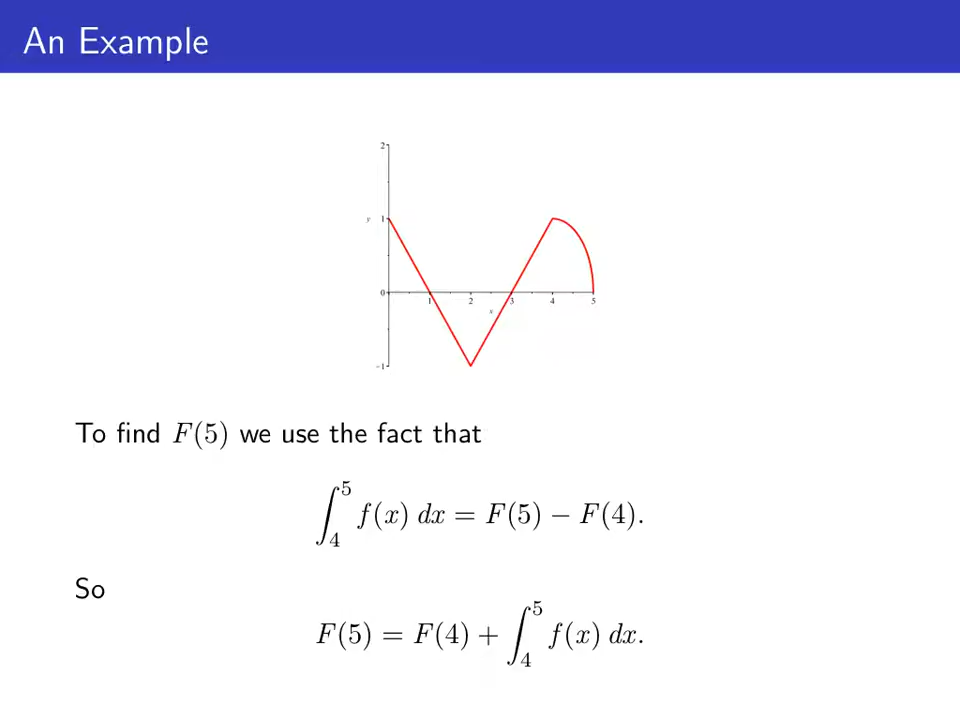 An Example
2
y 1
0
1 2 3 4 5
x
−1
To find F(5) we use the fact that
∫_4^5 f(x) dx = F(5) − F(4).
So
F(5) = F(4) + ∫_4^5 f(x) dx.